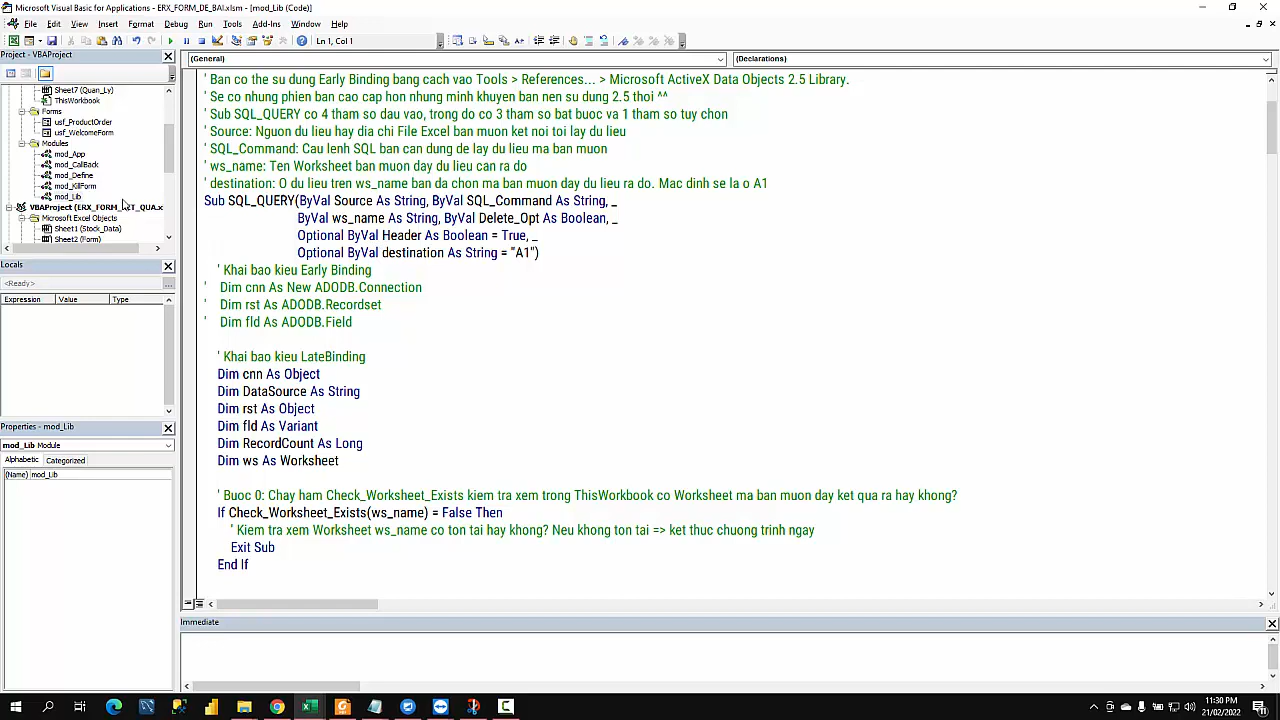 Microsoft Visual Basic for Applications - ERX_FORM_DE_BAI.xlsm - [mod_Lib (Code)]
File Edit View Insert Format Debug Run Tools Add-Ins Window Help
Ln 1, Col 1
Project - VBAProject
Sheet7 (Quan_Ly)
ThisWorkbook
Forms
usf_ProductOrder
usf_WelcomeForm
Modules
mod_App
mod_CallBack
mod_Define
mod_KillForm
mod_Lib
VBAProject (ERX_FORM_KET_QUA.x
Microsoft Excel Objects
Sheet1 (Stock_Data)
Sheet2 (Form)
Locals
<Ready>
Expression Value Type
Properties - mod_Lib
mod_Lib Module
Alphabetic Categorized
(Name) mod_Lib
(General) (Declarations)
' Ban co the su dung Early Binding bang cach vao Tools > References... > Microsoft ActiveX Data Objects 2.5 Library.
' Se co nhung phien ban cao cap hon nhung minh khuyen ban nen su dung 2.5 thoi ^^
' Sub SQL_QUERY co 4 tham so dau vao, trong do co 3 tham so bat buoc va 1 tham so tuy chon
' Source: Nguon du lieu hay dia chi File Excel ban muon ket noi toi lay du lieu
' SQL_Command: Cau lenh SQL ban can dung de lay du lieu ma ban muon
' ws_name: Ten Worksheet ban muon day du lieu can ra do
' destination: O du lieu tren ws_name ban da chon ma ban muon day du lieu ra do. Mac dinh se la o A1
Sub SQL_QUERY(ByVal Source As String, ByVal SQL_Command As String, _
ByVal ws_name As String, ByVal Delete_Opt As Boolean, _
Optional ByVal Header As Boolean = True, _
Optional ByVal destination As String = "A1")
' Khai bao kieu Early Binding
' Dim cnn As New ADODB.Connection
' Dim rst As ADODB.Recordset
' Dim fld As ADODB.Field
' Khai bao kieu LateBinding
Dim cnn As Object
Dim DataSource As String
Dim rst As Object
Dim fld As Variant
Dim RecordCount As Long
Dim ws As Worksheet
' Buoc 0: Chay ham Check_Worksheet_Exists kiem tra xem trong ThisWorkbook co Worksheet ma ban muon day ket qua ra hay khong?
If Check_Worksheet_Exists(ws_name) = False Then
' Kiem tra xem Worksheet ws_name co ton tai hay khong? Neu khong ton tai => ket thuc chuong trinh ngay
Exit Sub
End If
Immediate
11:30 PM
21/02/2022